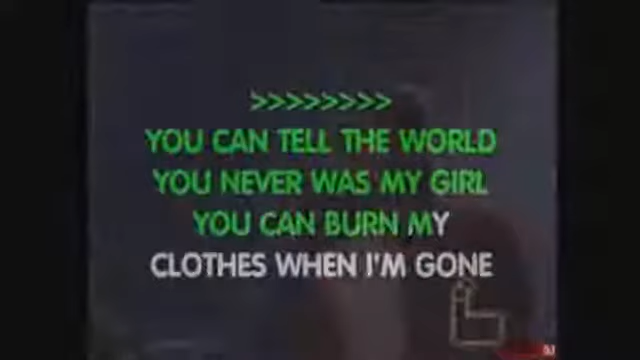 >>>>>>>>
YOU CAN TELL THE WORLD
YOU NEVER WAS MY GIRL
YOU CAN BURN MY
CLOTHES WHEN I'M GONE